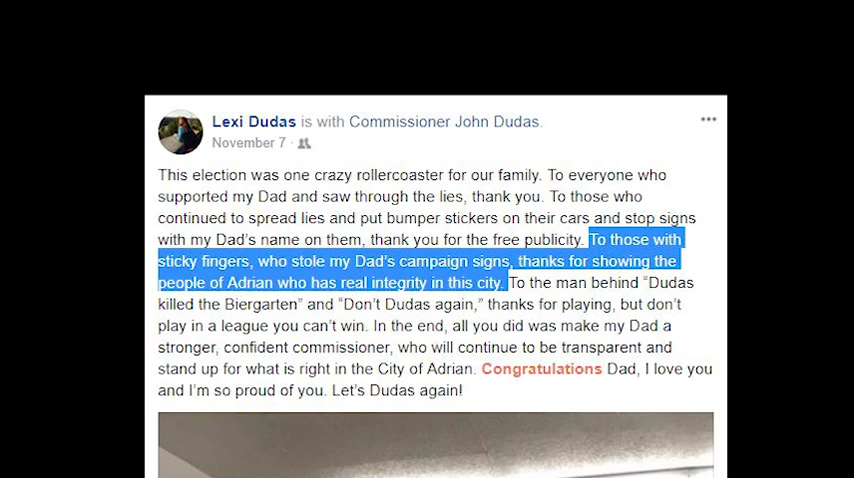 Lexi Dudas is with Commissioner John Dudas.
November 7 ·
This election was one crazy rollercoaster for our family. To everyone who
supported my Dad and saw through the lies, thank you. To those who
continued to spread lies and put bumper stickers on their cars and stop signs
with my Dad's name on them, thank you for the free publicity. To those with
sticky fingers, who stole my Dad's campaign signs, thanks for showing the
people of Adrian who has real integrity in this city. To the man behind “Dudas
killed the Biergarten” and “Don't Dudas again,” thanks for playing, but don't
play in a league you can't win. In the end, all you did was make my Dad a
stronger, confident commissioner, who will continue to be transparent and
stand up for what is right in the City of Adrian. Congratulations Dad, I love you
and I'm so proud of you. Let's Dudas again!